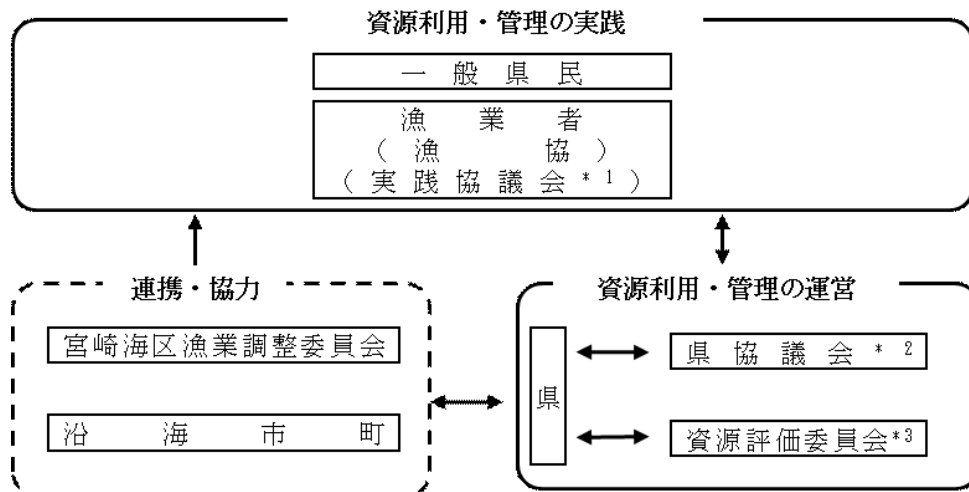 資源利用・管理の実践
一般県民
漁業者
（漁協）
（実践協議会*1）
連携・協力
宮崎海区漁業調整委員会
沿海市町
資源利用・管理の運営
県
県協議会*2
資源評価委員会*3